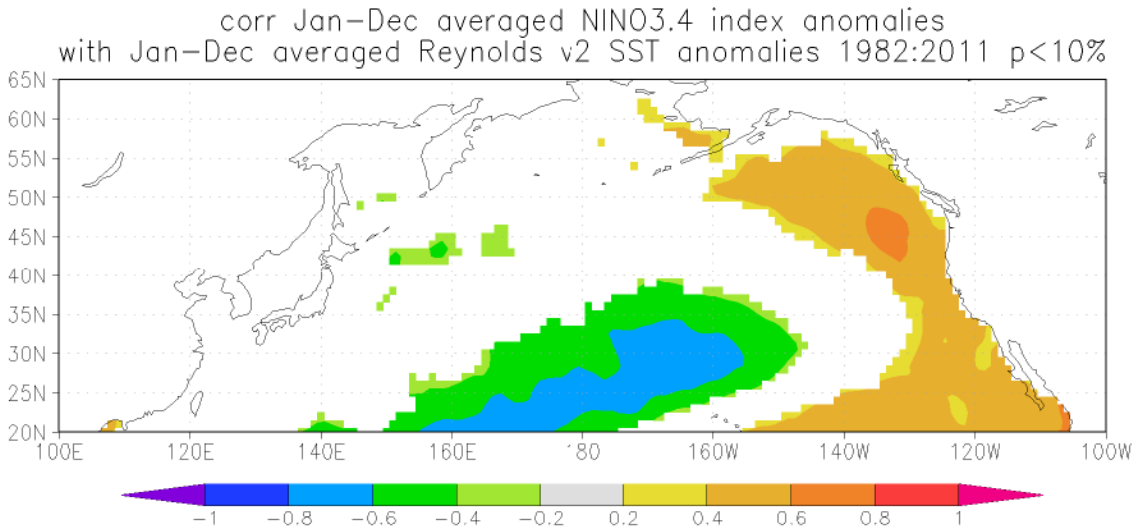 corr Jan-Dec averaged NINO3.4 index anomalies
with Jan-Dec averaged Reynolds v2 SST anomalies 1982:2011 p<10%
65N
60N
55N
50N
45N
40N
35N
30N
25N
20N
100E 120E 140E 160E 180 160W 140W 120W 100W
-1 -0.8 -0.6 -0.4 -0.2 0.2 0.4 0.6 0.8 1